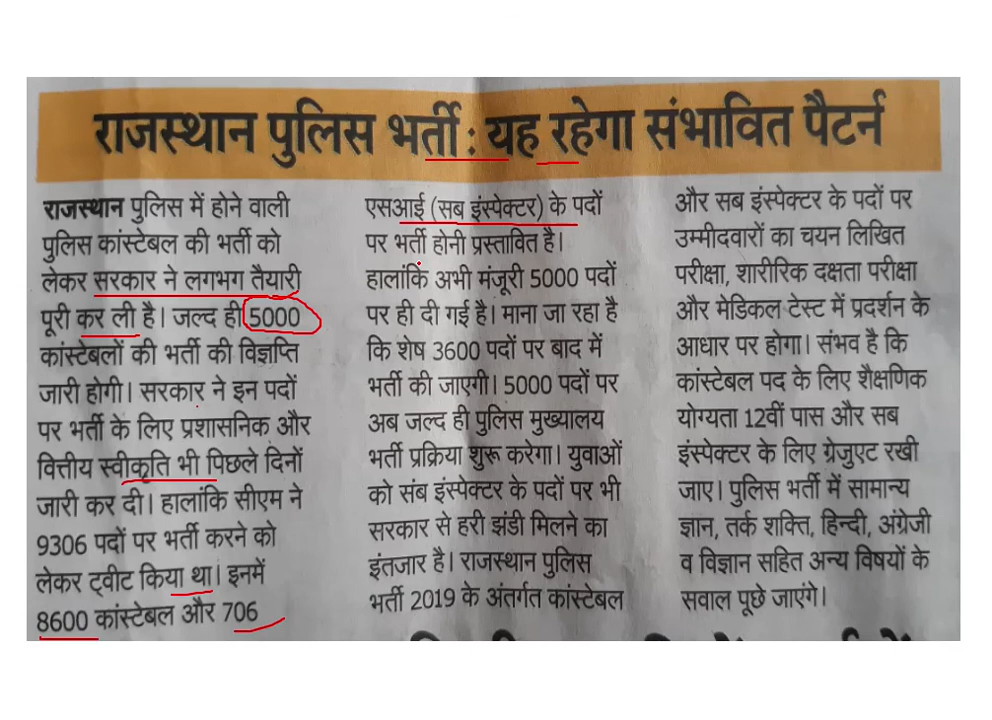 राजस्थान पुलिस भर्ती : यह रहेगा संभावित पैटर्न
राजस्थान पुलिस में होने वाली
पुलिस कांस्टेबल की भर्ती को
लेकर सरकार ने लगभग तैयारी
पूरी कर ली है। जल्द ही 5000
कांस्टेबलों की भर्ती की विज्ञप्ति
जारी होगी। सरकार ने इन पदों
पर भर्ती के लिए प्रशासनिक और
वित्तीय स्वीकृति भी पिछले दिनों
जारी कर दी। हालांकि सीएम ने
9306 पदों पर भर्ती करने को
लेकर ट्वीट किया था। इनमें
8600 कांस्टेबल और 706
एसआई (सब इंस्पेक्टर) के पदों
पर भर्ती होनी प्रस्तावित है।
हालांकि अभी मंजूरी 5000 पदों
पर ही दी गई है। माना जा रहा है
कि शेष 3600 पदों पर बाद में
भर्ती की जाएगी। 5000 पदों पर
अब जल्द ही पुलिस मुख्यालय
भर्ती प्रक्रिया शुरू करेगा। युवाओं
को संब इंस्पेक्टर के पदों पर भी
सरकार से हरी झंडी मिलने का
इंतजार है। राजस्थान पुलिस
भर्ती 2019 के अंतर्गत कांस्टेबल
और सब इंस्पेक्टर के पदों पर
उम्मीदवारों का चयन लिखित
परीक्षा, शारीरिक दक्षता परीक्षा
और मेडिकल टेस्ट में प्रदर्शन के
आधार पर होगा। संभव है कि
कांस्टेबल पद के लिए शैक्षणिक
योग्यता 12वीं पास और सब
इंस्पेक्टर के लिए ग्रेजुएट रखी
जाए। पुलिस भर्ती में सामान्य
ज्ञान, तर्क शक्ति, हिन्दी, अंग्रेजी
व विज्ञान सहित अन्य विषयों के
सवाल पूछे जाएंगे।